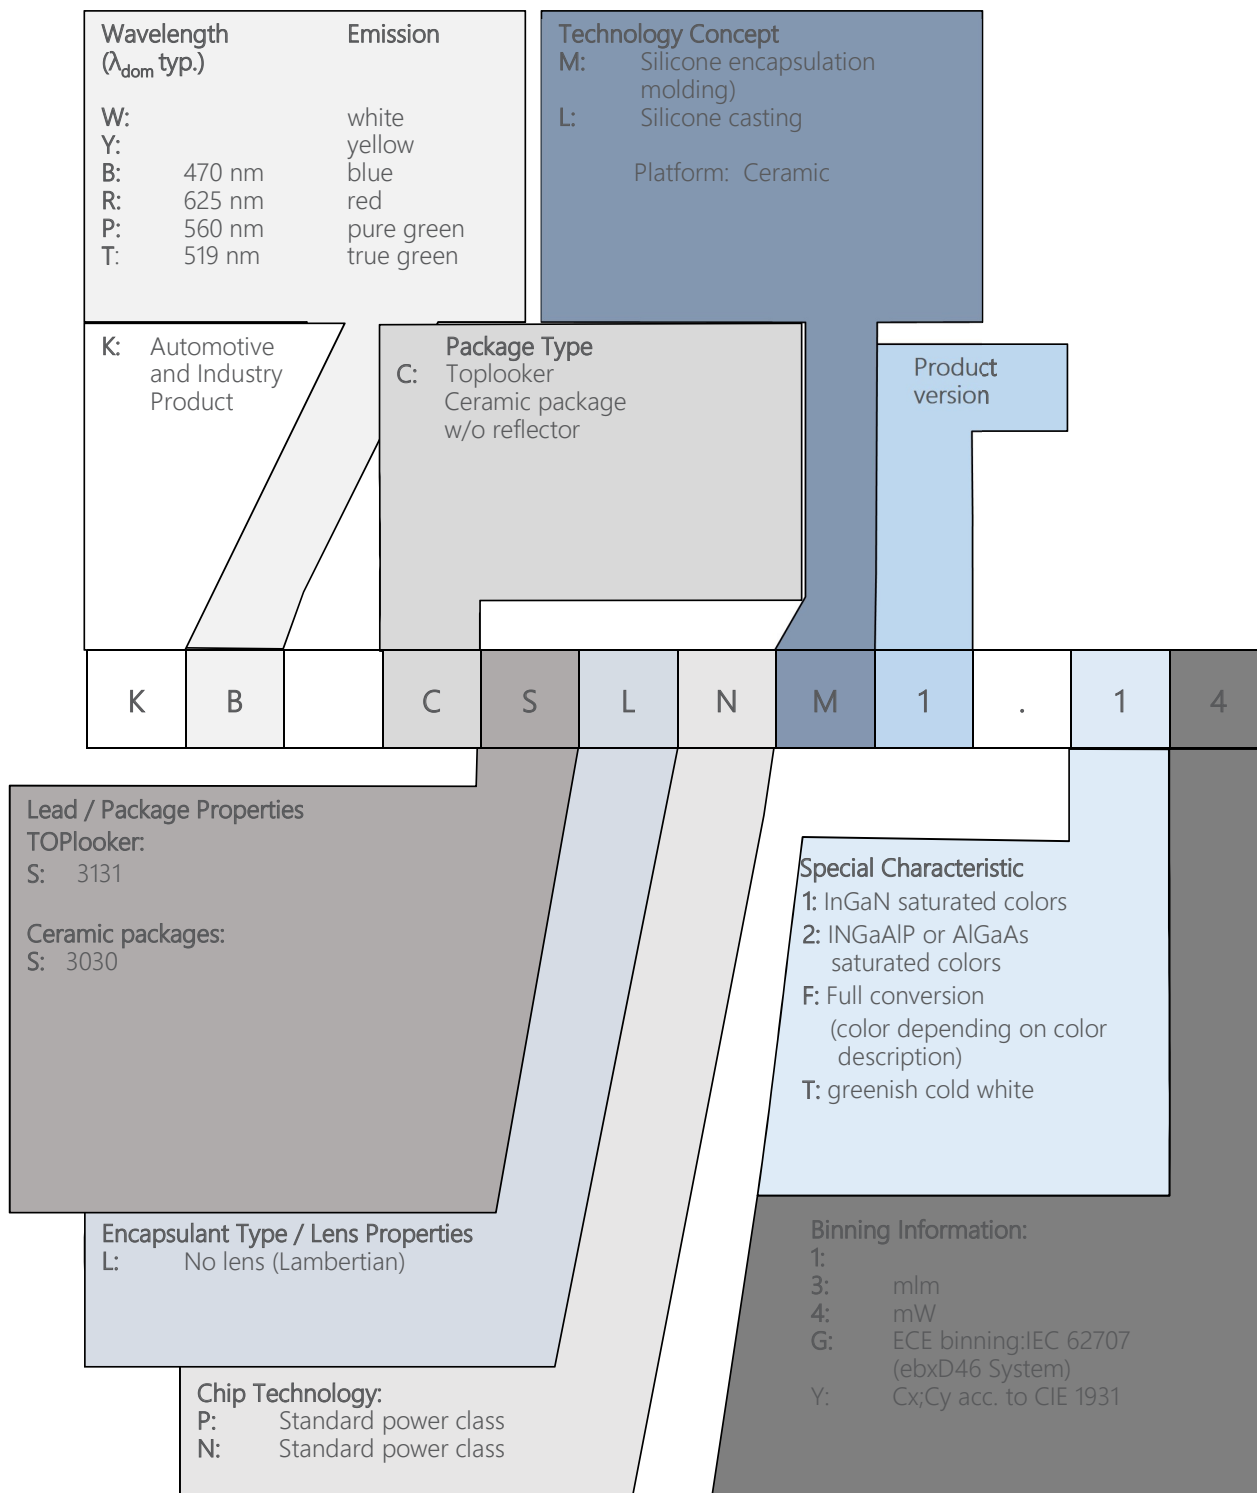 Wavelength Emission
(λdom typ.)
W: white
Y: yellow
B: 470 nm blue
R: 625 nm red
P: 560 nm pure green
T: 519 nm true green
Technology Concept
M: Silicone encapsulation
molding)
L: Silicone casting
Platform: Ceramic
K: Automotive
and Industry
Product
Package Type
C: Toplooker
Ceramic package
w/o reflector
Product
version
K B C S L N M 1 . 1 4
Lead / Package Properties
TOPlooker:
S: 3131
Ceramic packages:
S: 3030
Special Characteristic
1: InGaN saturated colors
2: INGaAlP or AlGaAs
saturated colors
F: Full conversion
(color depending on color
description)
T: greenish cold white
Encapsulant Type / Lens Properties
L: No lens (Lambertian)
Binning Information:
1:
3: mlm
4: mW
G: ECE binning:IEC 62707
(ebxD46 System)
Y: Cx;Cy acc. to CIE 1931
Chip Technology:
P: Standard power class
N: Standard power class